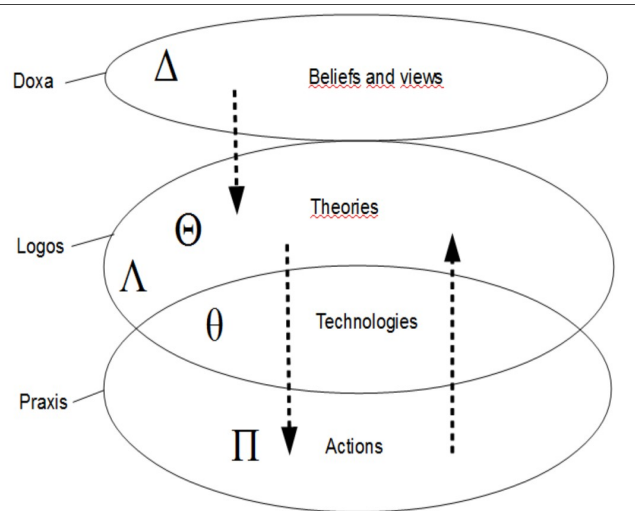 Δ
Beliefs and views
Doxa
Theories
Θ
Logos
Λ
θ
Technologies
Praxis
Π
Actions